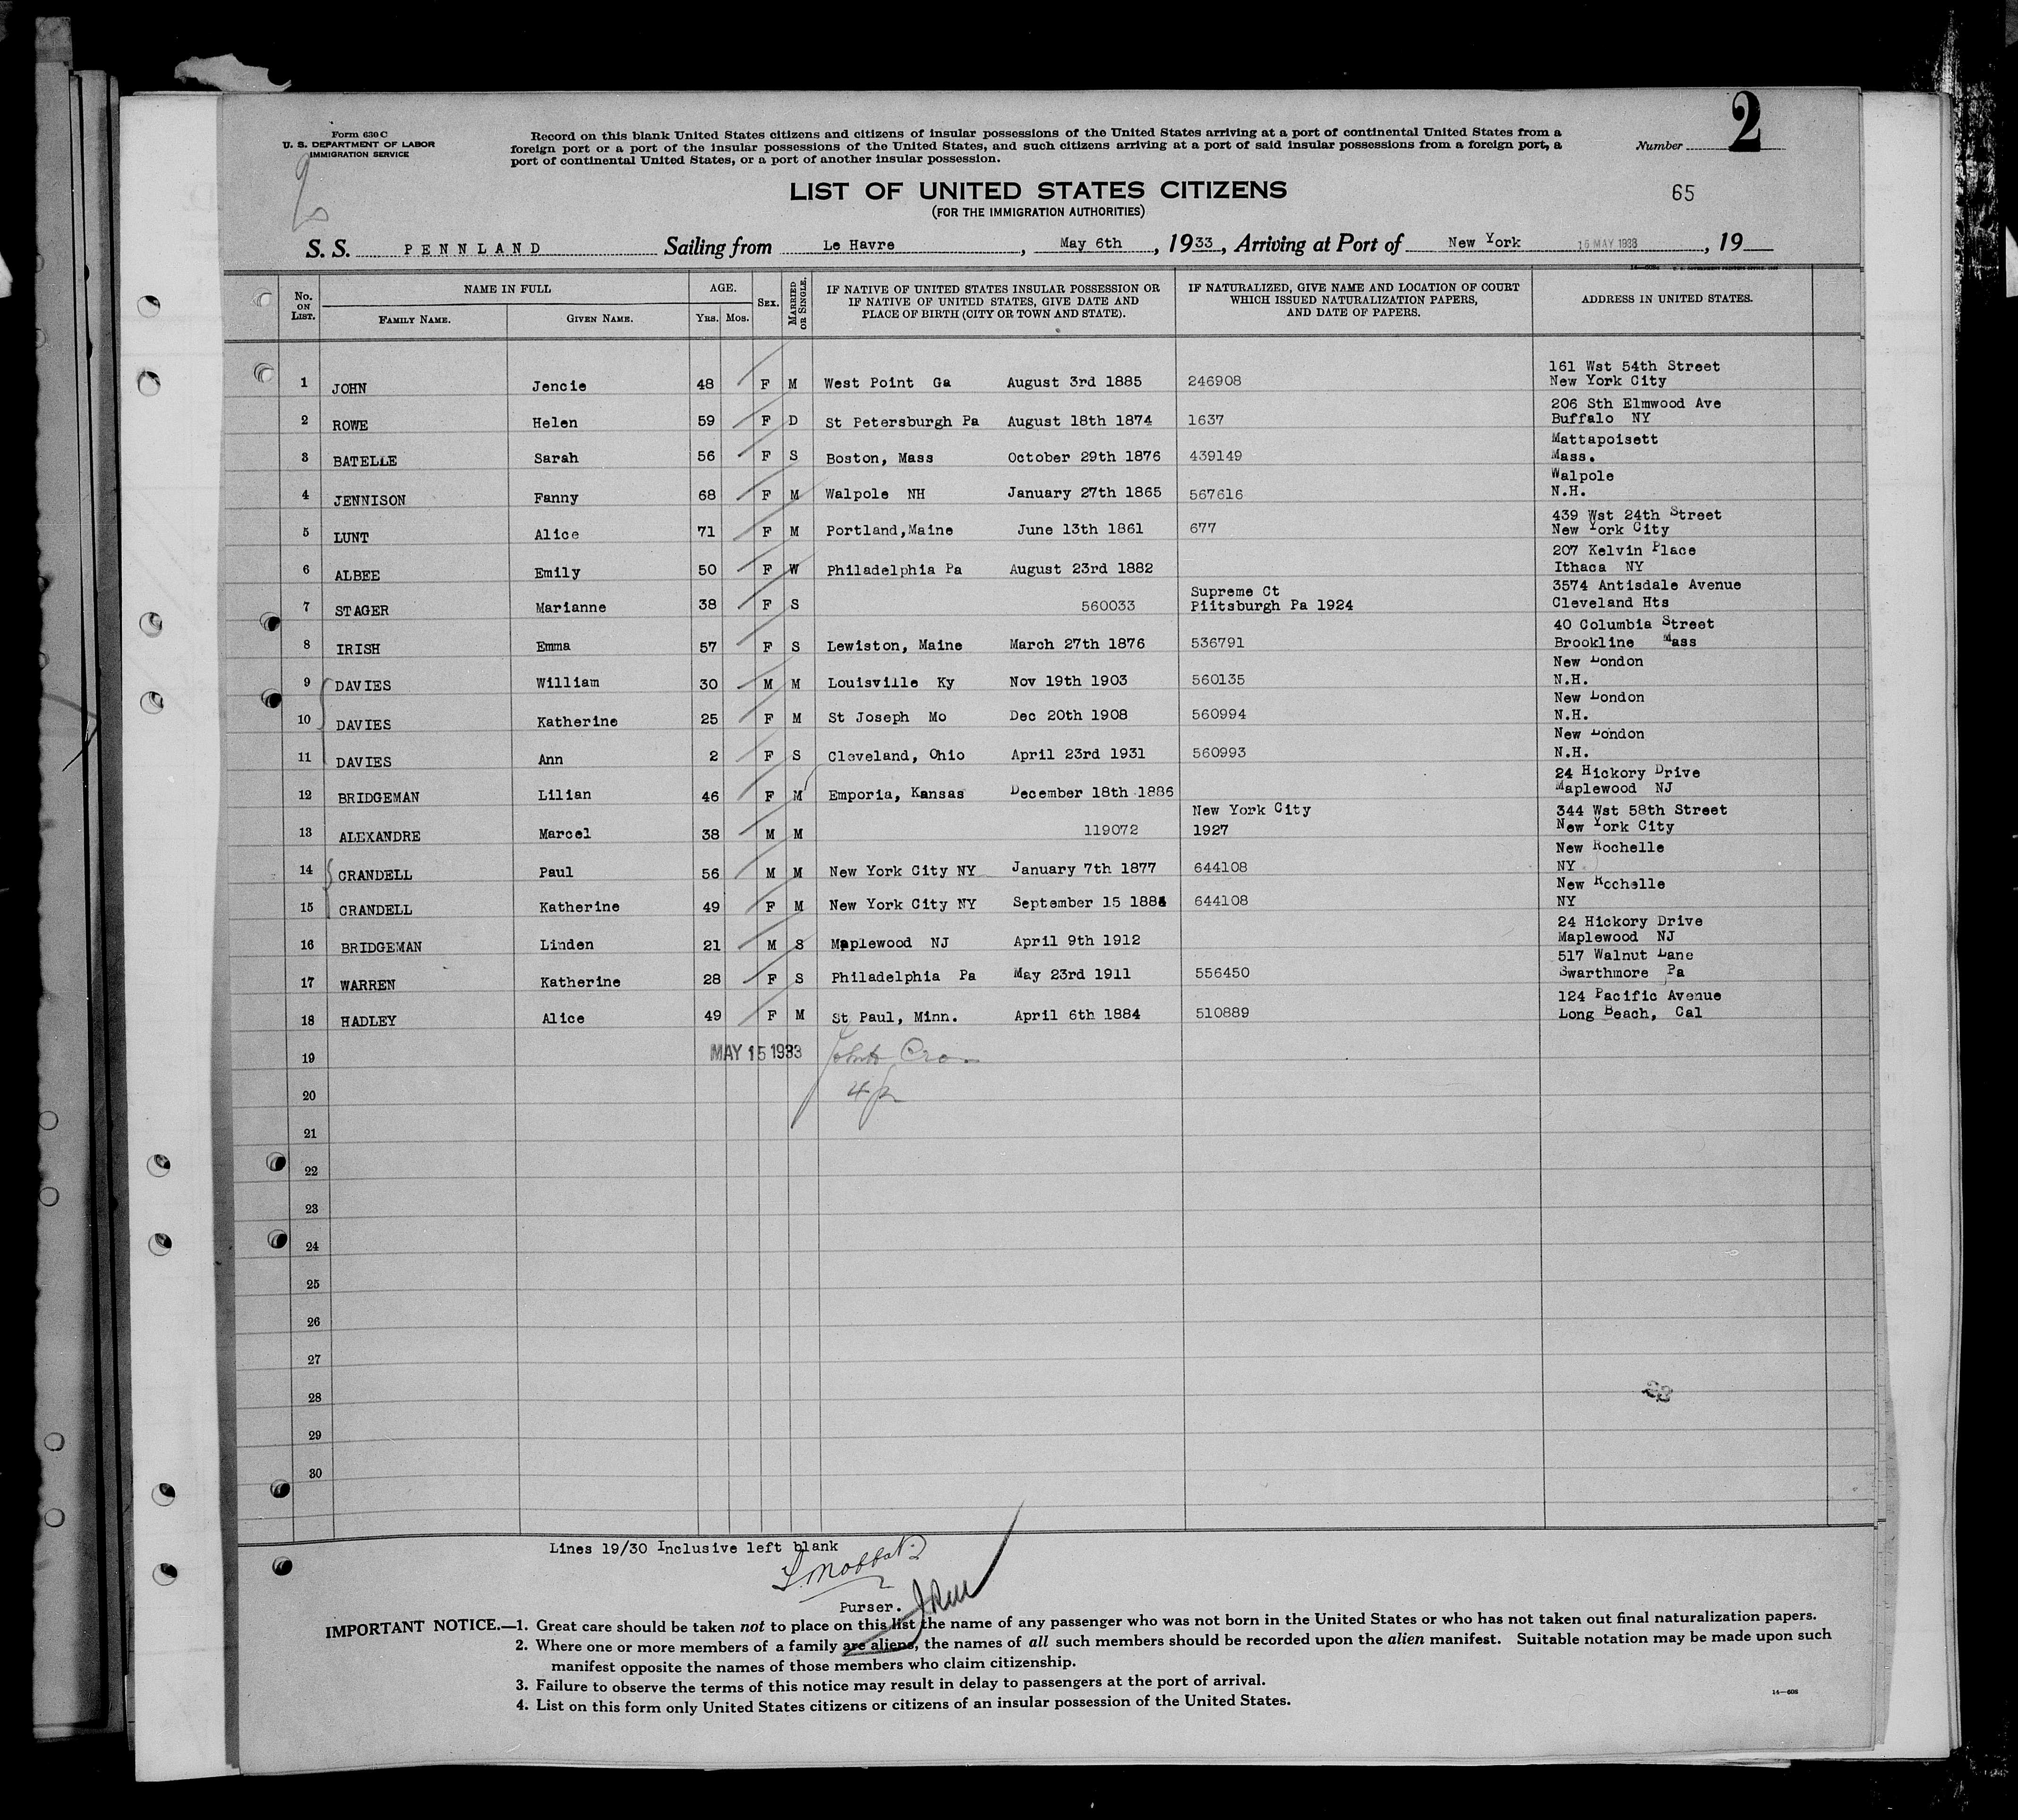 Form 630 C
U. S. DEPARTMENT OF LABOR
IMMIGRATION SERVICE
Record on this blank United States citizens and citizens of insular possessions of the United States arriving at a port of continental United States from a
foreign port or a port of the insular possessions of the United States, and such citizens arriving at a port of said insular possessions from a foreign port, a
port of continental United States, or a port of another insular possession.
Number 2
LIST OF UNITED STATES CITIZENS
(FOR THE IMMIGRATION AUTHORITIES)
65
S. S. PENNLAND Sailing from Le Havre, May 6th, 1933, Arriving at Port of New York 15 MAY 1933, 19
No. ON LIST. NAME IN FULL AGE. SEX. MARRIED OR SINGLE. IF NATIVE OF UNITED STATES INSULAR POSSESSION OR IF NATIVE OF UNITED STATES, GIVE DATE AND PLACE OF BIRTH (CITY OR TOWN AND STATE). IF NATURALIZED, GIVE NAME AND LOCATION OF COURT WHICH ISSUED NATURALIZATION PAPERS, AND DATE OF PAPERS. ADDRESS IN UNITED STATES.
FAMILY NAME. GIVEN NAME. YRS. MOS.
1 JOHN Jencie 48 F M West Point Ga August 3rd 1885 246908 161 Wst 54th Street New York City
2 ROWE Helen 59 F D St Petersburgh Pa August 18th 1874 1637 206 Sth Elmwood Ave Buffalo NY
3 BATELLE Sarah 56 F S Boston, Mass October 29th 1876 439149 Mattapoisett Mass.
4 JENNISON Fanny 68 F M Walpole NH January 27th 1865 567616 Walpole N.H.
5 LUNT Alice 71 F M Portland,Maine June 13th 1861 677 439 Wst 24th Street New York City
6 ALBEE Emily 50 F W Philadelphia Pa August 23rd 1882 207 Kelvin Place Ithaca NY
7 STAGER Marianne 38 F S 560033 Supreme Ct Piitsburgh Pa 1924 3574 Antisdale Avenue Cleveland Hts
8 IRISH Emma 57 F S Lewiston, Maine March 27th 1876 536791 40 Columbia Street Brookline Mass
9 DAVIES William 30 M M Louisville Ky Nov 19th 1903 560135 New London N.H.
10 DAVIES Katherine 25 F M St Joseph Mo Dec 20th 1908 560994 New London N.H.
11 DAVIES Ann 2 F S Cleveland, Ohio April 23rd 1931 560993 New London N.H.
12 BRIDGEMAN Lilian 46 F M Emporia, Kansas December 18th 1886 24 Hickory Drive Maplewood NJ
13 ALEXANDRE Marcel 38 M M 119072 New York City 1927 344 Wst 58th Street New York City
14 CRANDELL Paul 56 M M New York City NY January 7th 1877 644108 New Rochelle NY
15 CRANDELL Katherine 49 F M New York City NY September 15 1884 644108 New Rochelle NY
16 BRIDGEMAN Linden 21 M S Maplewood NJ April 9th 1912 24 Hickory Drive Maplewood NJ
17 WARREN Katherine 28 F S Philadelphia Pa May 23rd 1911 556450 517 Walnut Lane Swarthmore Pa
18 HADLEY Alice 49 F M St Paul, Minn. April 6th 1884 510889 124 Pacific Avenue Long Beach, Cal
19 MAY 15 1933
20
21
22
23
24
25
26
27
28
29
30
Lines 19/30 Inclusive left blank
Purser.
IMPORTANT NOTICE.—1. Great care should be taken not to place on this list the name of any passenger who was not born in the United States or who has not taken out final naturalization papers.
2. Where one or more members of a family are aliens, the names of all such members should be recorded upon the alien manifest. Suitable notation may be made upon such
manifest opposite the names of those members who claim citizenship.
3. Failure to observe the terms of this notice may result in delay to passengers at the port of arrival.
4. List on this form only United States citizens or citizens of an insular possession of the United States.
14—608